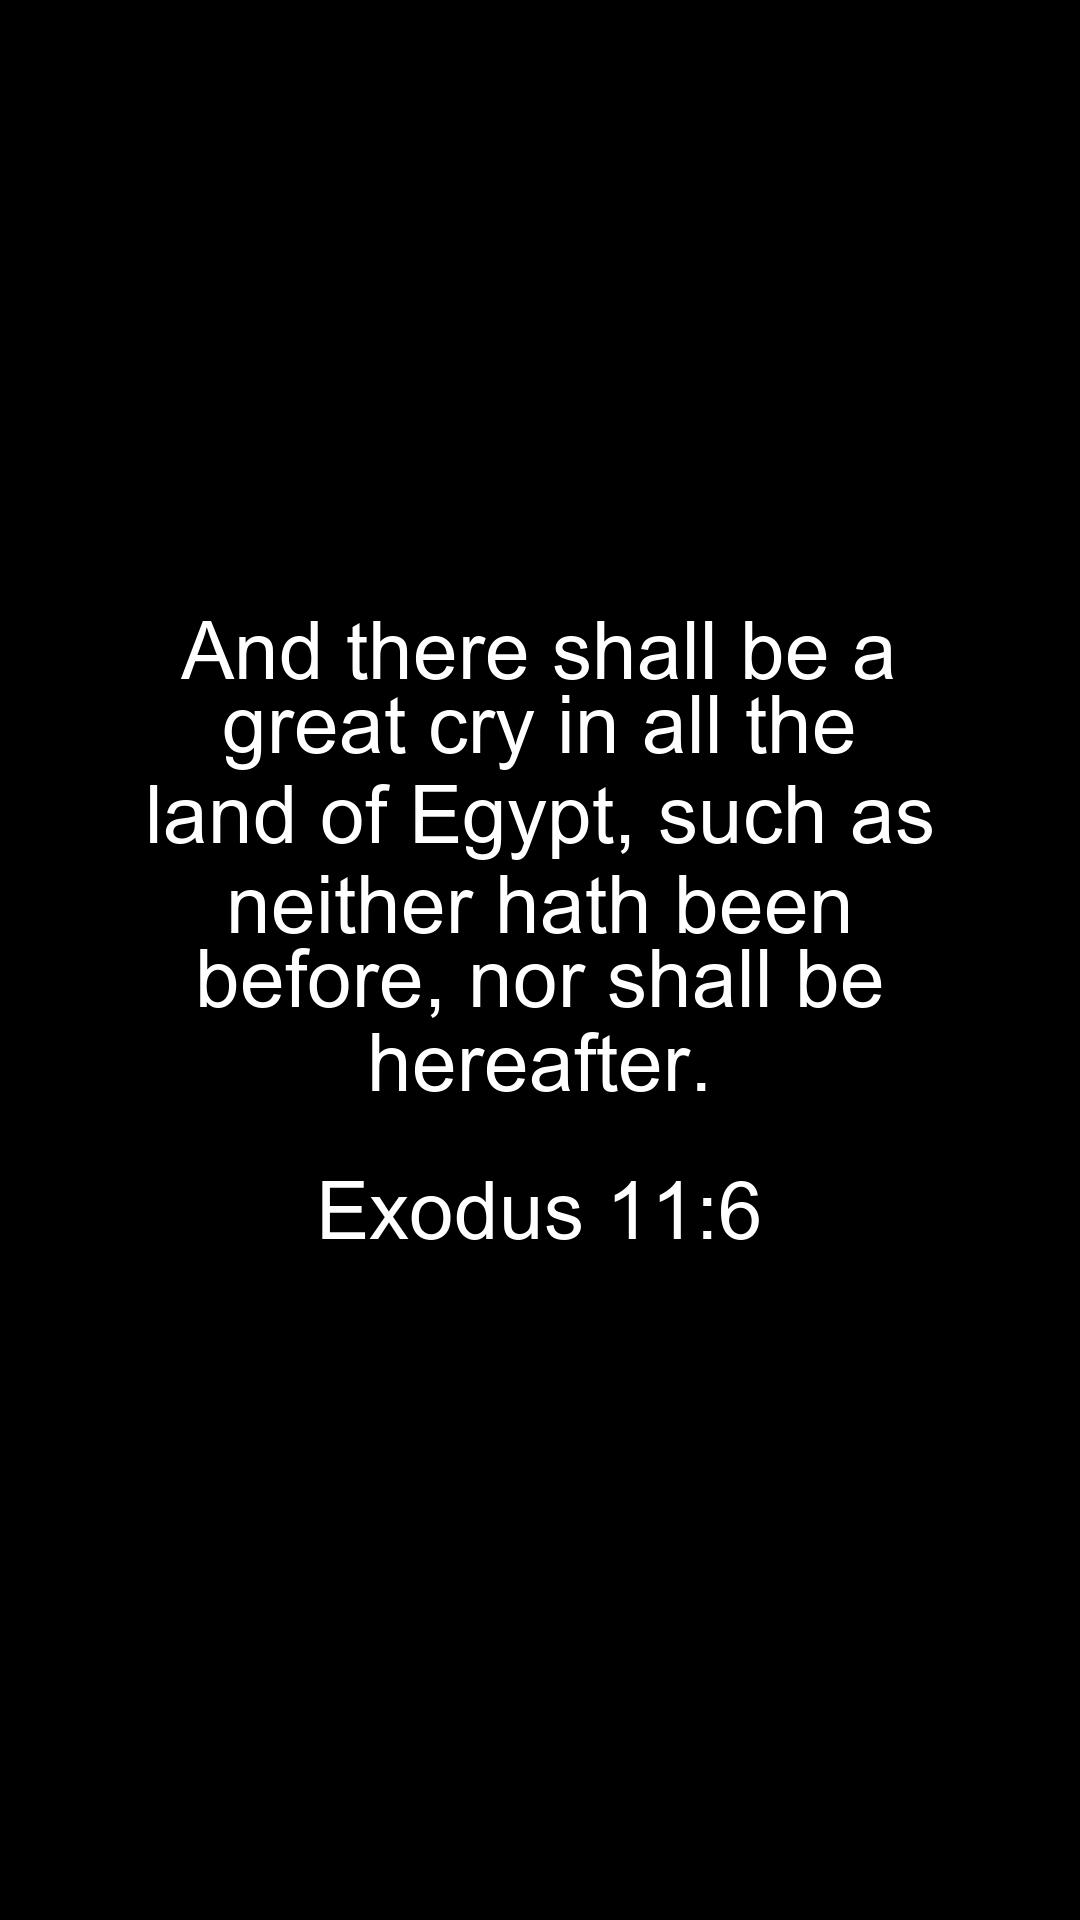 And there shall be a
great cry in all the
land of Egypt, such as
neither hath been
before, nor shall be
hereafter.
Exodus 11:6